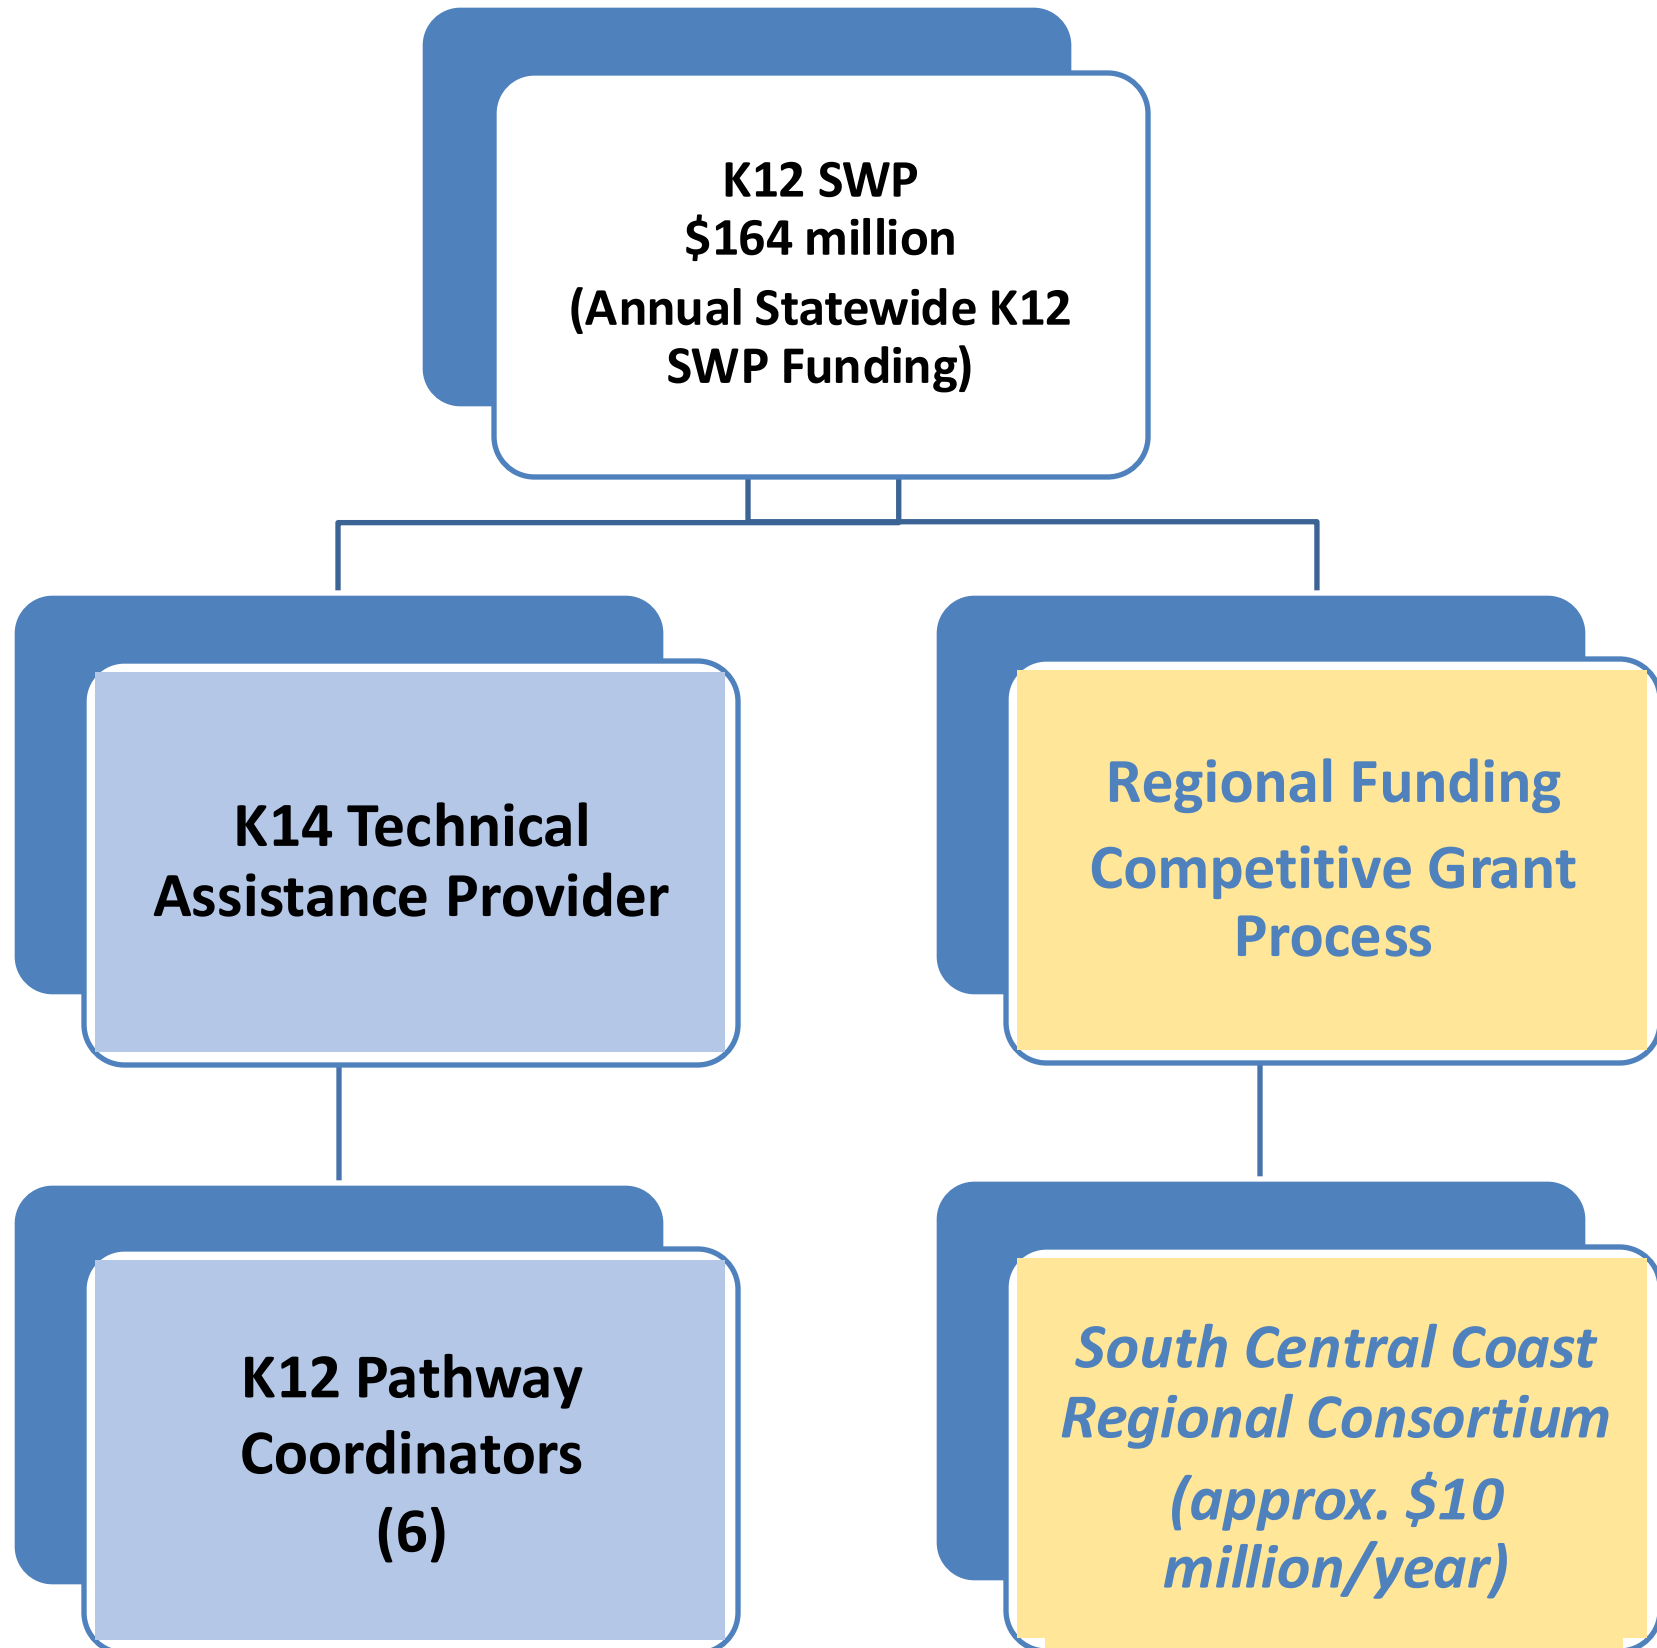 K12 SWP
$164 million
(Annual Statewide K12
SWP Funding)
K14 Technical
Assistance Provider
Regional Funding
Competitive Grant
Process
K12 Pathway
Coordinators
(6)
South Central Coast
Regional Consortium
(approx. $10
million/year)